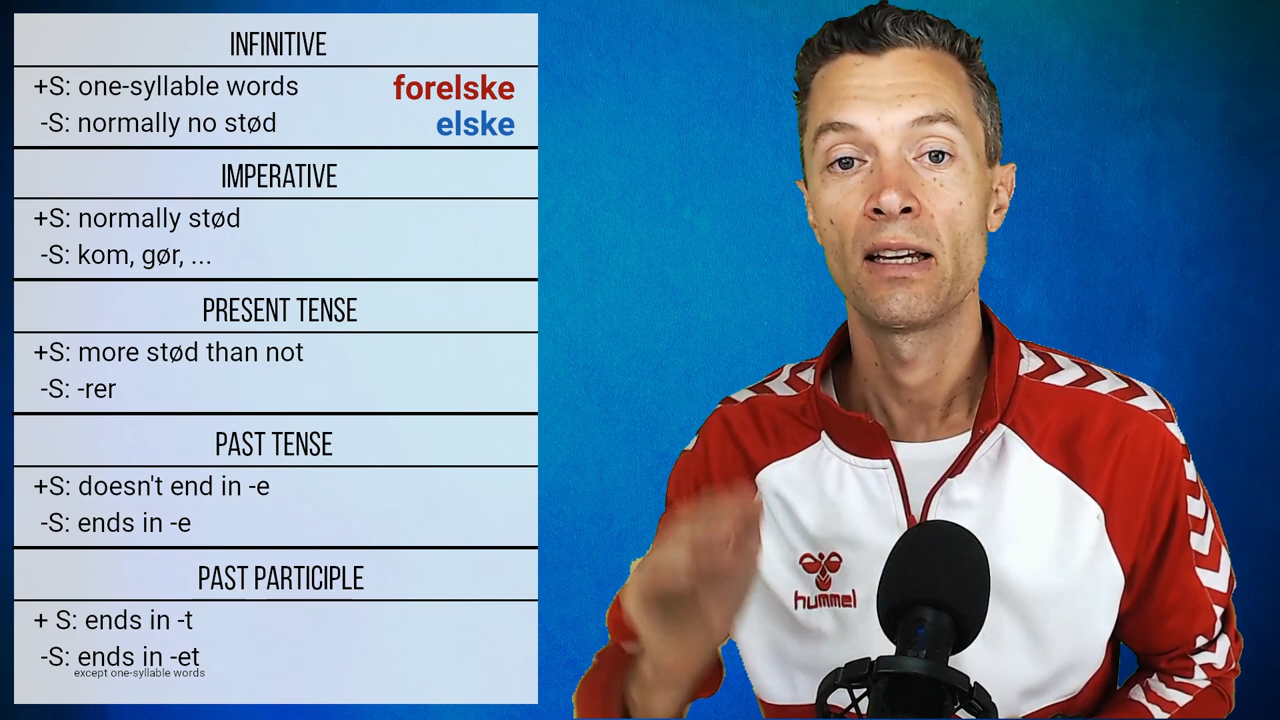 INFINITIVE
+S: one-syllable words forelske
-S: normally no stød elske
IMPERATIVE
+S: normally stød
-S: kom, gør, ...
PRESENT TENSE
+S: more stød than not
-S: -rer
PAST TENSE
+S: doesn't end in -e
-S: ends in -e
PAST PARTICIPLE
+ S: ends in -t
-S: ends in -et
except one-syllable words
hummel